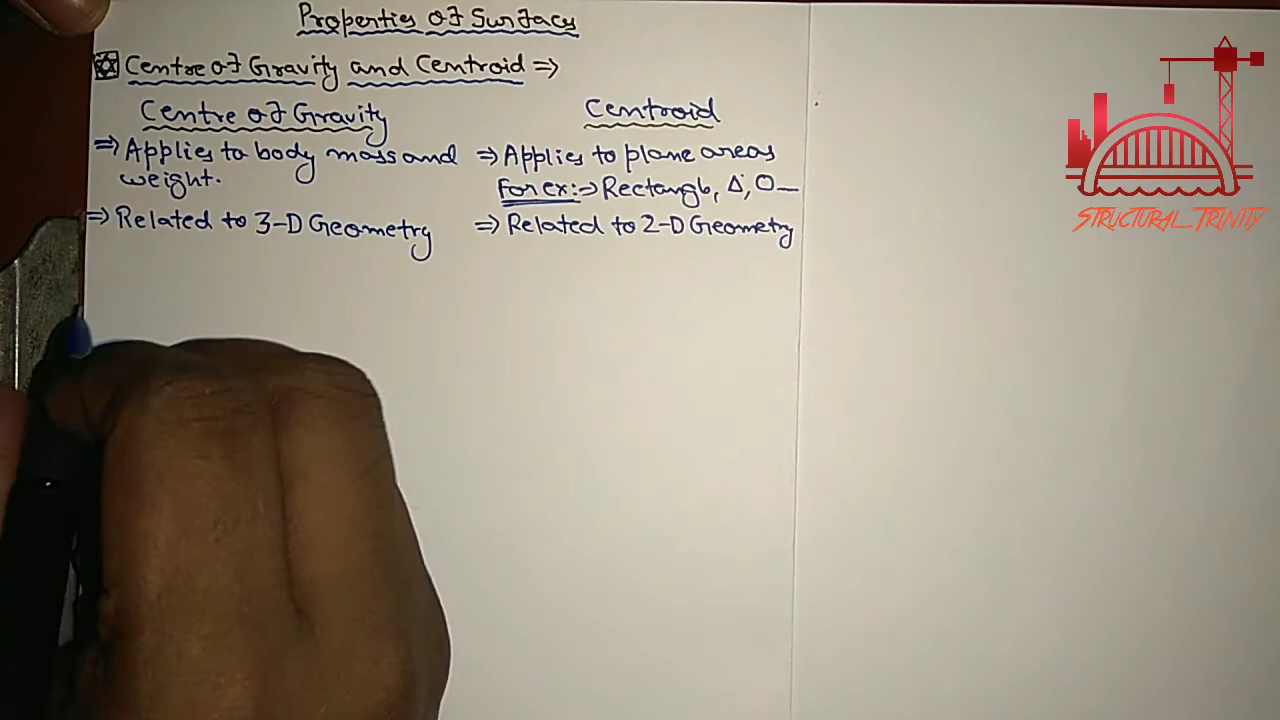 Properties of Surfacs
Centre of Gravity and Centroid ⇒
Centre of Gravity
⇒ Applies to body mass and
weight.
⇒ Related to 3-D Geometry
Centroid
⇒ Applies to plane areas
For ex:→ Rectangle, Δ, O—
⇒ Related to 2-D Geometry
STRUCTURAL_TRINITY